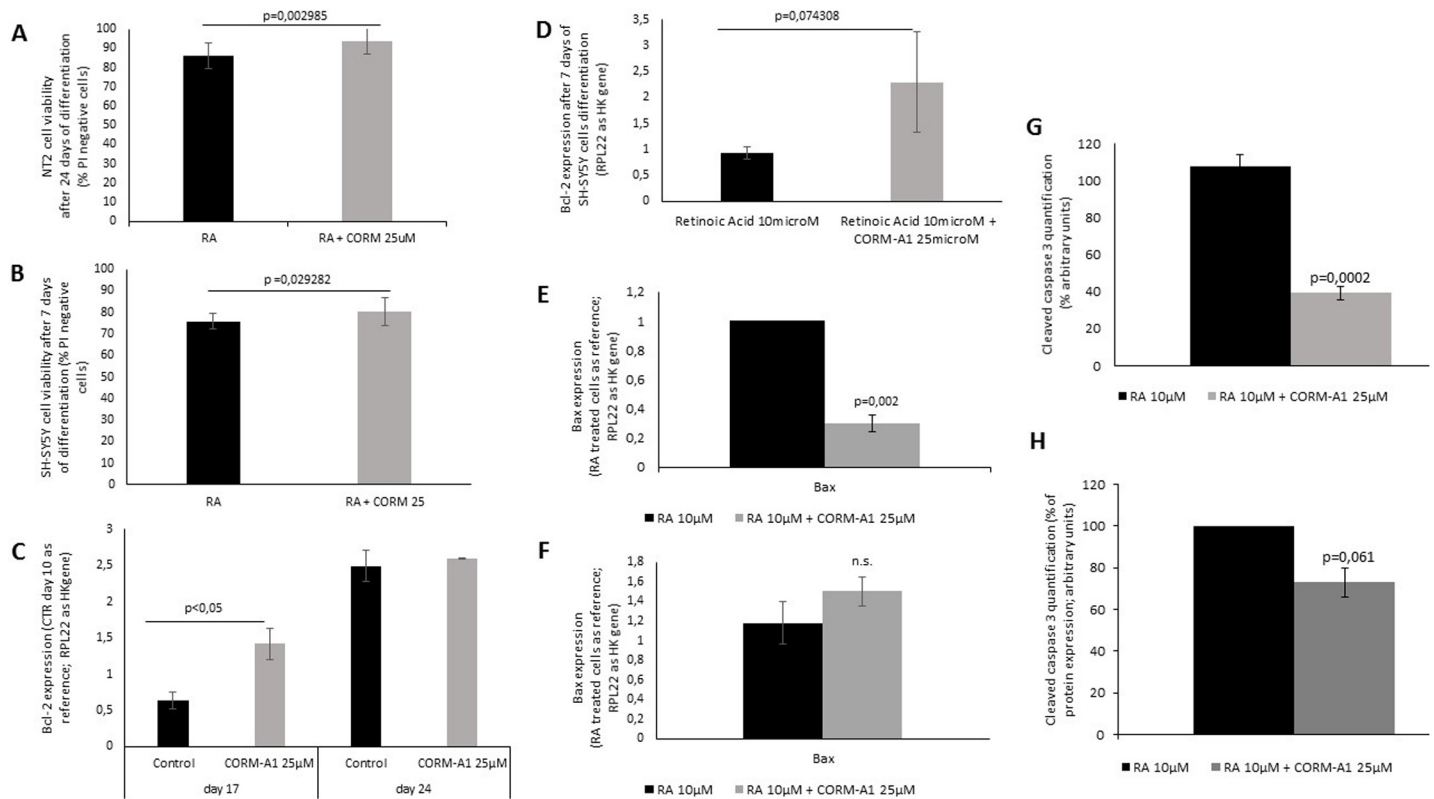 A
p=0,002985
NT2 cell viability
after 24 days of differentiation
(% PI negative cells)
100
90
80
70
60
50
40
30
20
10
0
RA
RA + CORM 25uM
B
p =0,029282
SH-SY5Y cell viability after 7 days
of differentiation (% PI negative
cells)
100
90
80
70
60
50
40
30
20
10
0
RA
RA + CORM 25
C
Bcl-2 expression (CTR day 10 as
reference; RPL22 as HKgene)
3
2,5
2
1,5
1
0,5
0
p<0,05
Control
CORM-A1 25µM
Control
CORM-A1 25µM
day 17
day 24
D
p=0,074308
Bcl-2 expression after 7 days of
SH-SY5Y cells differentiation
(RPL22 as HK gene)
3,5
3
2,5
2
1,5
1
0,5
0
Retinoic Acid 10microM
Retinoic Acid 10microM +
CORM-A1 25microM
E
Bax expression
(RA treated cells as reference;
RPL22 as HK gene)
1,2
1
0,8
0,6
0,4
0,2
0
p=0,002
Bax
RA 10µM
RA 10µM + CORM-A1 25µM
F
Bax expression
(RA treated cells as reference;
RPL22 as HK gene)
1,8
1,6
1,4
1,2
1
0,8
0,6
0,4
0,2
0
n.s.
Bax
RA 10µM
RA 10µM + CORM-A1 25µM
G
Cleaved caspase 3 quantification
(% arbitrary units)
120
100
80
60
40
20
0
p=0,0002
RA 10µM
RA 10µM + CORM-A1 25µM
H
Cleaved caspase 3 quantification (% of
protein expression; arbitrary units)
120
100
80
60
40
20
0
p=0,061
RA 10µM
RA 10µM + CORM-A1 25µM